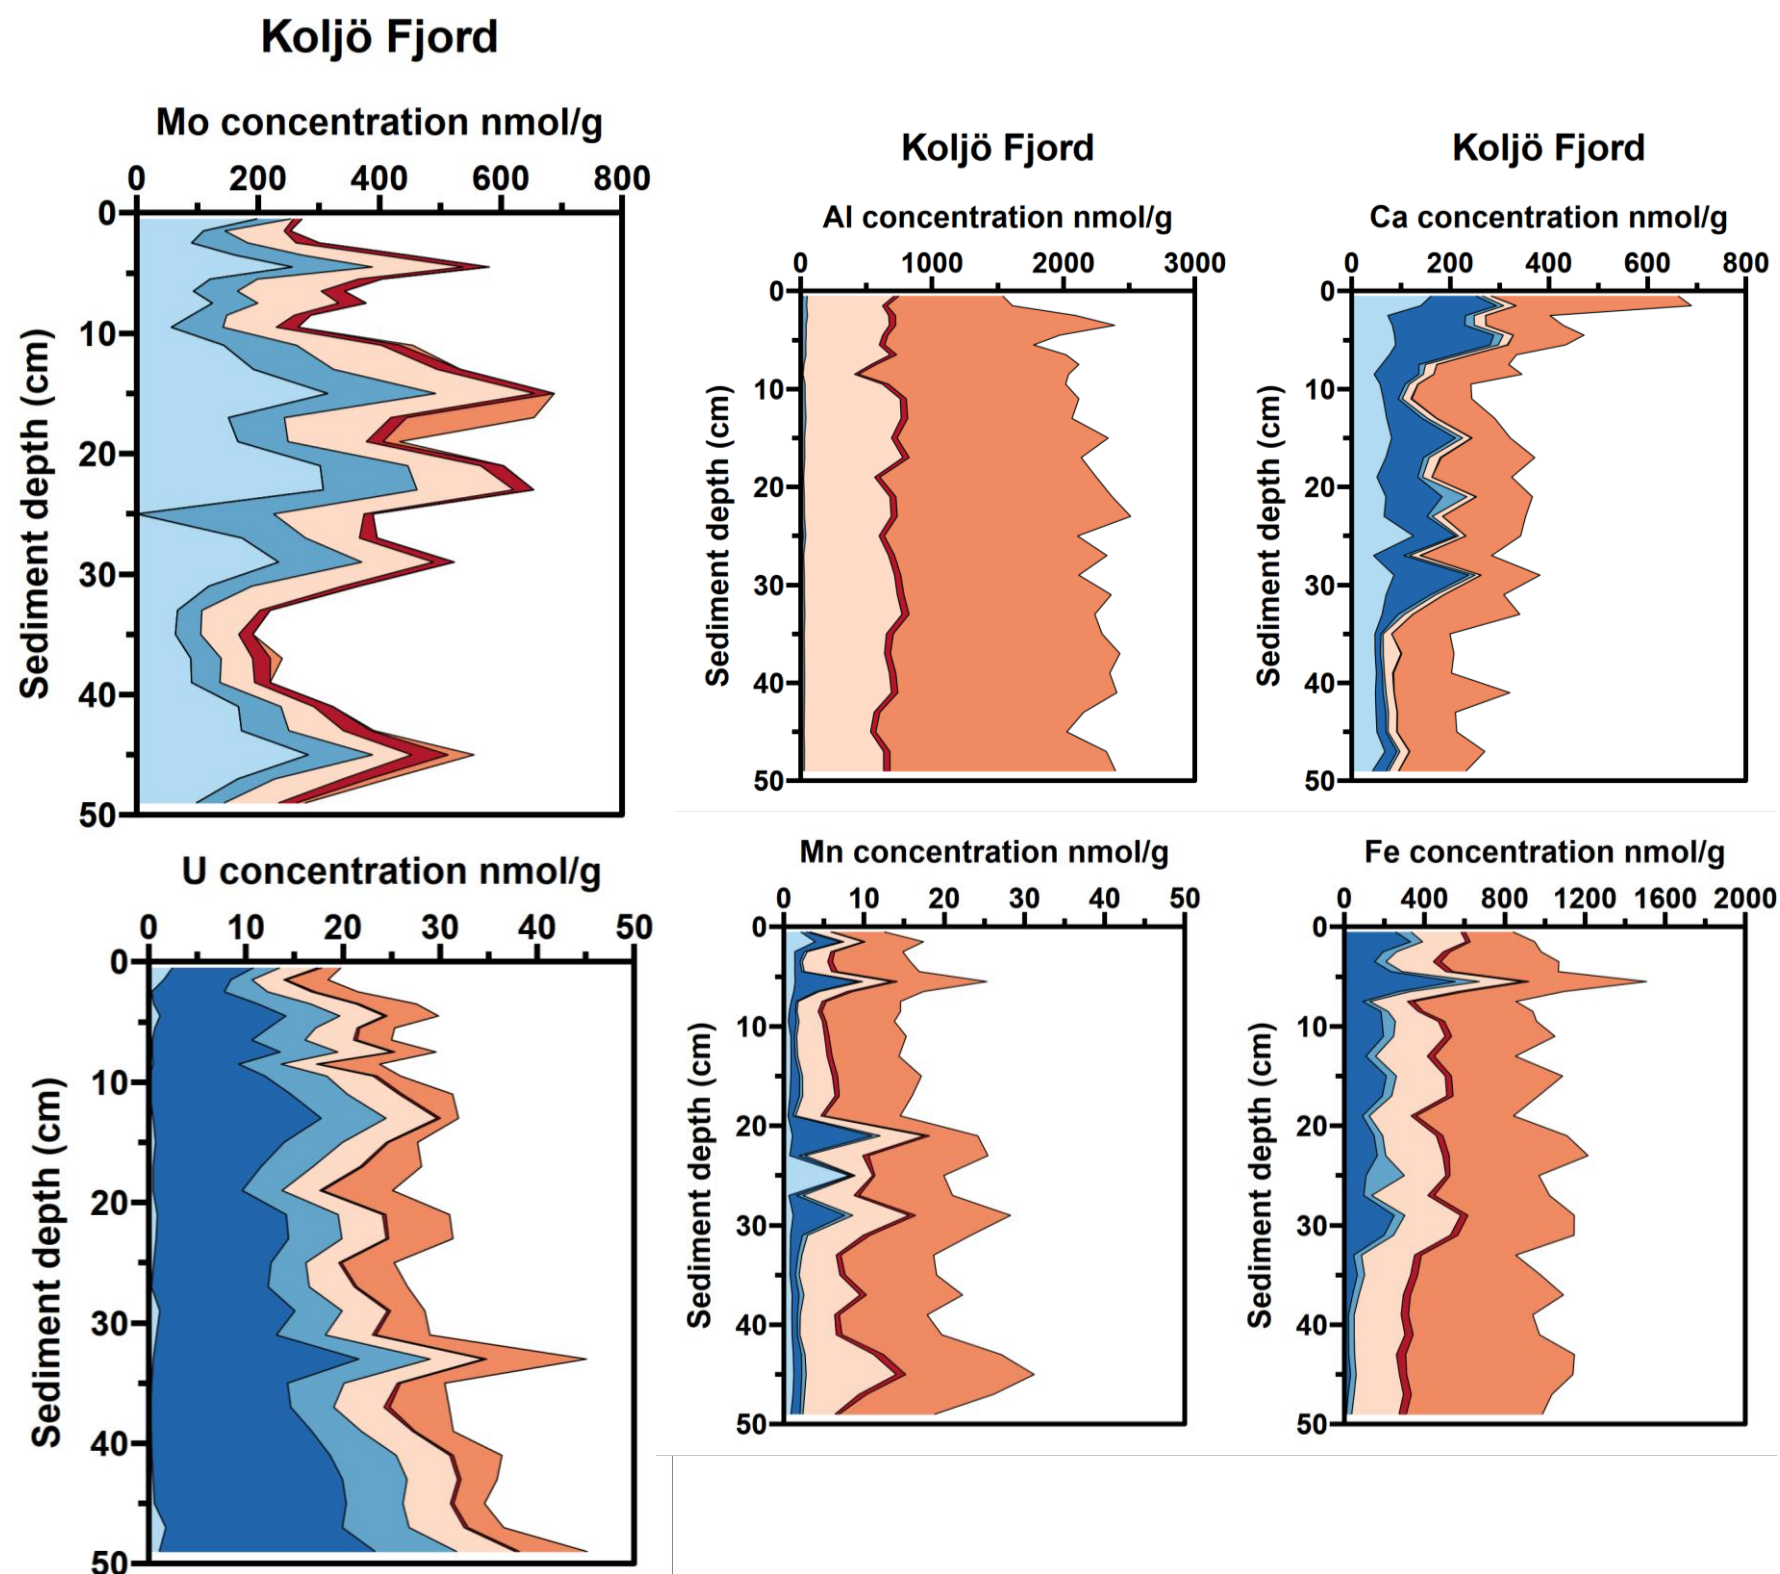 Koljö Fjord
Mo concentration nmol/g
0 200 400 600 800
0
10
20
30
40
50
Sediment depth (cm)
U concentration nmol/g
0 10 20 30 40 50
0
10
20
30
40
50
Sediment depth (cm)
Koljö Fjord
Al concentration nmol/g
0 1000 2000 3000
0
10
20
30
40
50
Sediment depth (cm)
Koljö Fjord
Ca concentration nmol/g
0 200 400 600 800
0
10
20
30
40
50
Sediment depth (cm)
Mn concentration nmol/g
0 10 20 30 40 50
0
10
20
30
40
50
Sediment depth (cm)
Fe concentration nmol/g
0 400 800 1200 1600 2000
0
10
20
30
40
50
Sediment depth (cm)